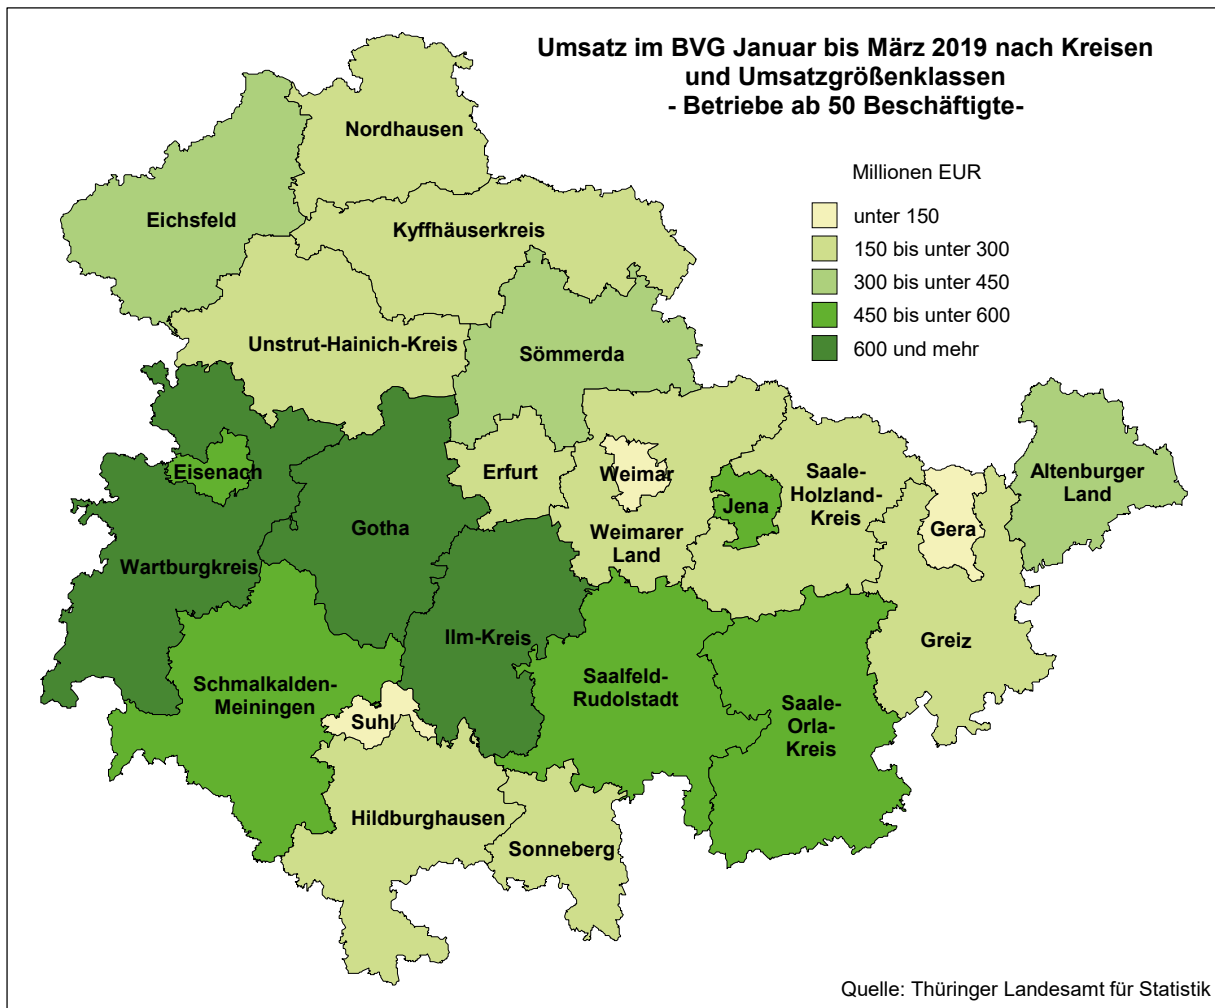 Umsatz im BVG Januar bis März 2019 nach Kreisen
und Umsatzgrößenklassen
- Betriebe ab 50 Beschäftigte-
Millionen EUR
unter 150
150 bis unter 300
300 bis unter 450
450 bis unter 600
600 und mehr
Nordhausen
Eichsfeld
Kyffhäuserkreis
Unstrut-Hainich-Kreis
Sömmerda
Eisenach
Erfurt
Weimar
Saale-
Holzland-
Kreis
Altenburger
Land
Jena
Gotha
Weimarer
Land
Gera
Wartburgkreis
Ilm-Kreis
Greiz
Schmalkalden-
Meiningen
Saalfeld-
Rudolstadt
Saale-
Orla-
Kreis
Suhl
Hildburghausen
Sonneberg
Quelle: Thüringer Landesamt für Statistik